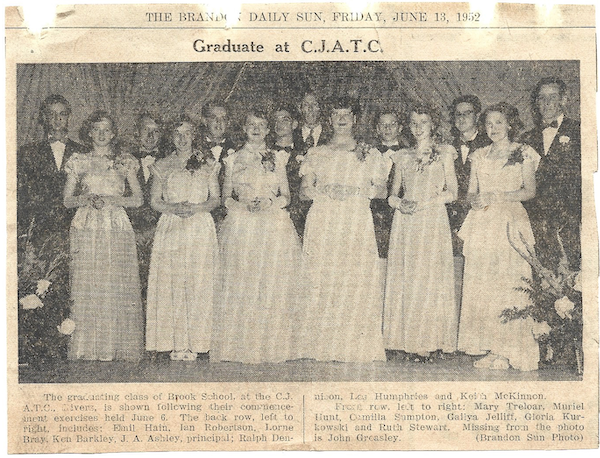 THE BRANDON DAILY SUN, FRIDAY, JUNE 13, 1952
Graduate at C.J.A.T.C.
The graduating class of Brook School, at the C.J.
A.T.C., Rivers, is shown following their commence-
ment exercises held June 6. The back row, left to
right, includes: Emil Hain, Ian Robertson, Lorne
Bray, Ken Barkley, J. A. Ashley, principal; Ralph Den-
nison, Lou Humphries and Keith McKinnon.
Front row, left to right: Mary Treloar, Muriel
Hunt, Camilla Sumpton, Galiya Jelliff, Gloria Kur-
kowski and Ruth Stewart. Missing from the photo
is John Greasley. (Brandon Sun Photo)